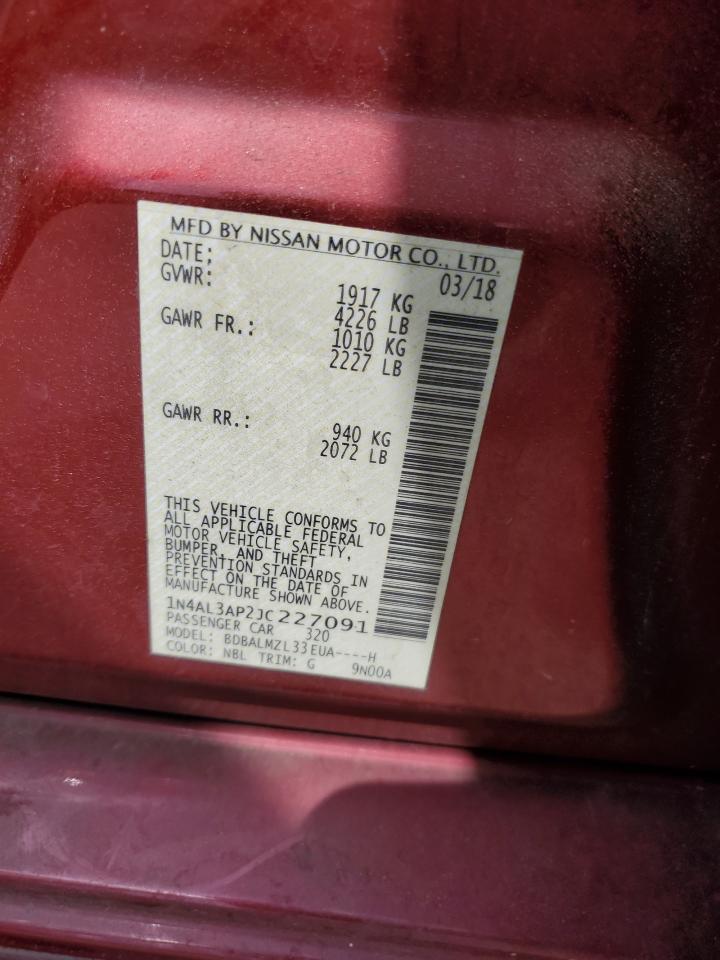 MFD BY NISSAN MOTOR CO., LTD.
DATE: 03/18
GVWR: 1917 KG
4226 LB
GAWR FR.: 1010 KG
2227 LB
GAWR RR.: 940 KG
2072 LB
THIS VEHICLE CONFORMS TO
ALL APPLICABLE FEDERAL
MOTOR VEHICLE SAFETY,
BUMPER, AND THEFT
PREVENTION STANDARDS IN
EFFECT ON THE DATE OF
MANUFACTURE SHOWN ABOVE.
1N4AL3AP2JC227091
PASSENGER CAR 320
MODEL: BDBALMZL33EUA----H
COLOR: NBL TRIM: G 9N00A